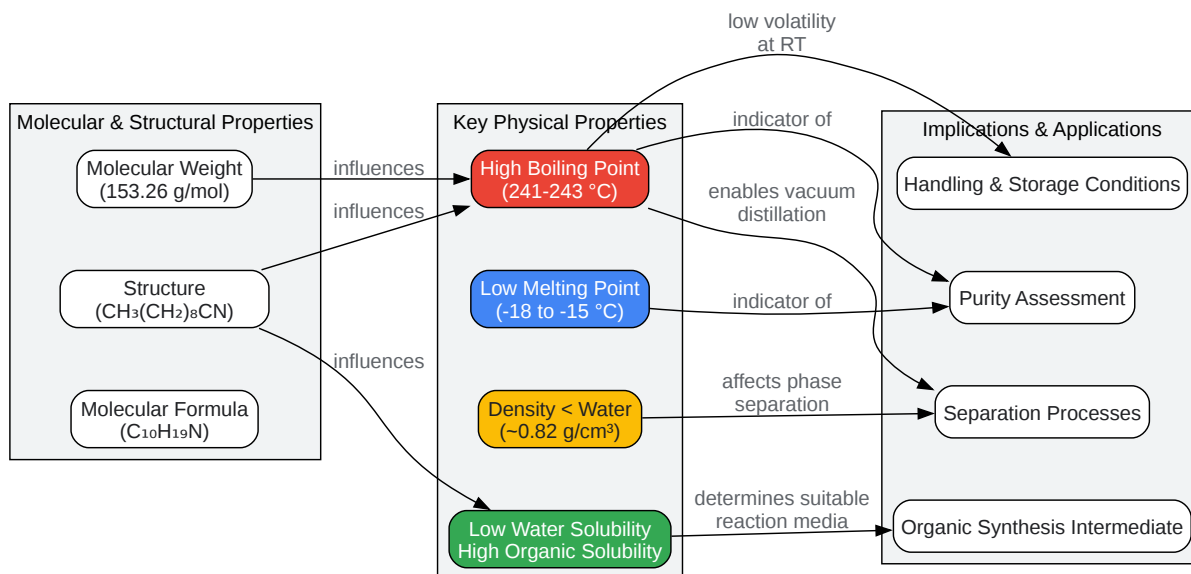 low volatility
at RT
Molecular & Structural Properties
Key Physical Properties
Implications & Applications
Molecular Weight
(153.26 g/mol)
influences
High Boiling Point
(241-243 °C)
indicator of
Handling & Storage Conditions
influences
enables vacuum
distillation
Structure
(CH₃(CH₂)₈CN)
Low Melting Point
(-18 to -15 °C)
indicator of
Purity Assessment
influences
Molecular Formula
(C₁₀H₁₉N)
Density < Water
(~0.82 g/cm³)
affects phase
separation
Separation Processes
Low Water Solubility
High Organic Solubility
determines suitable
reaction media
Organic Synthesis Intermediate